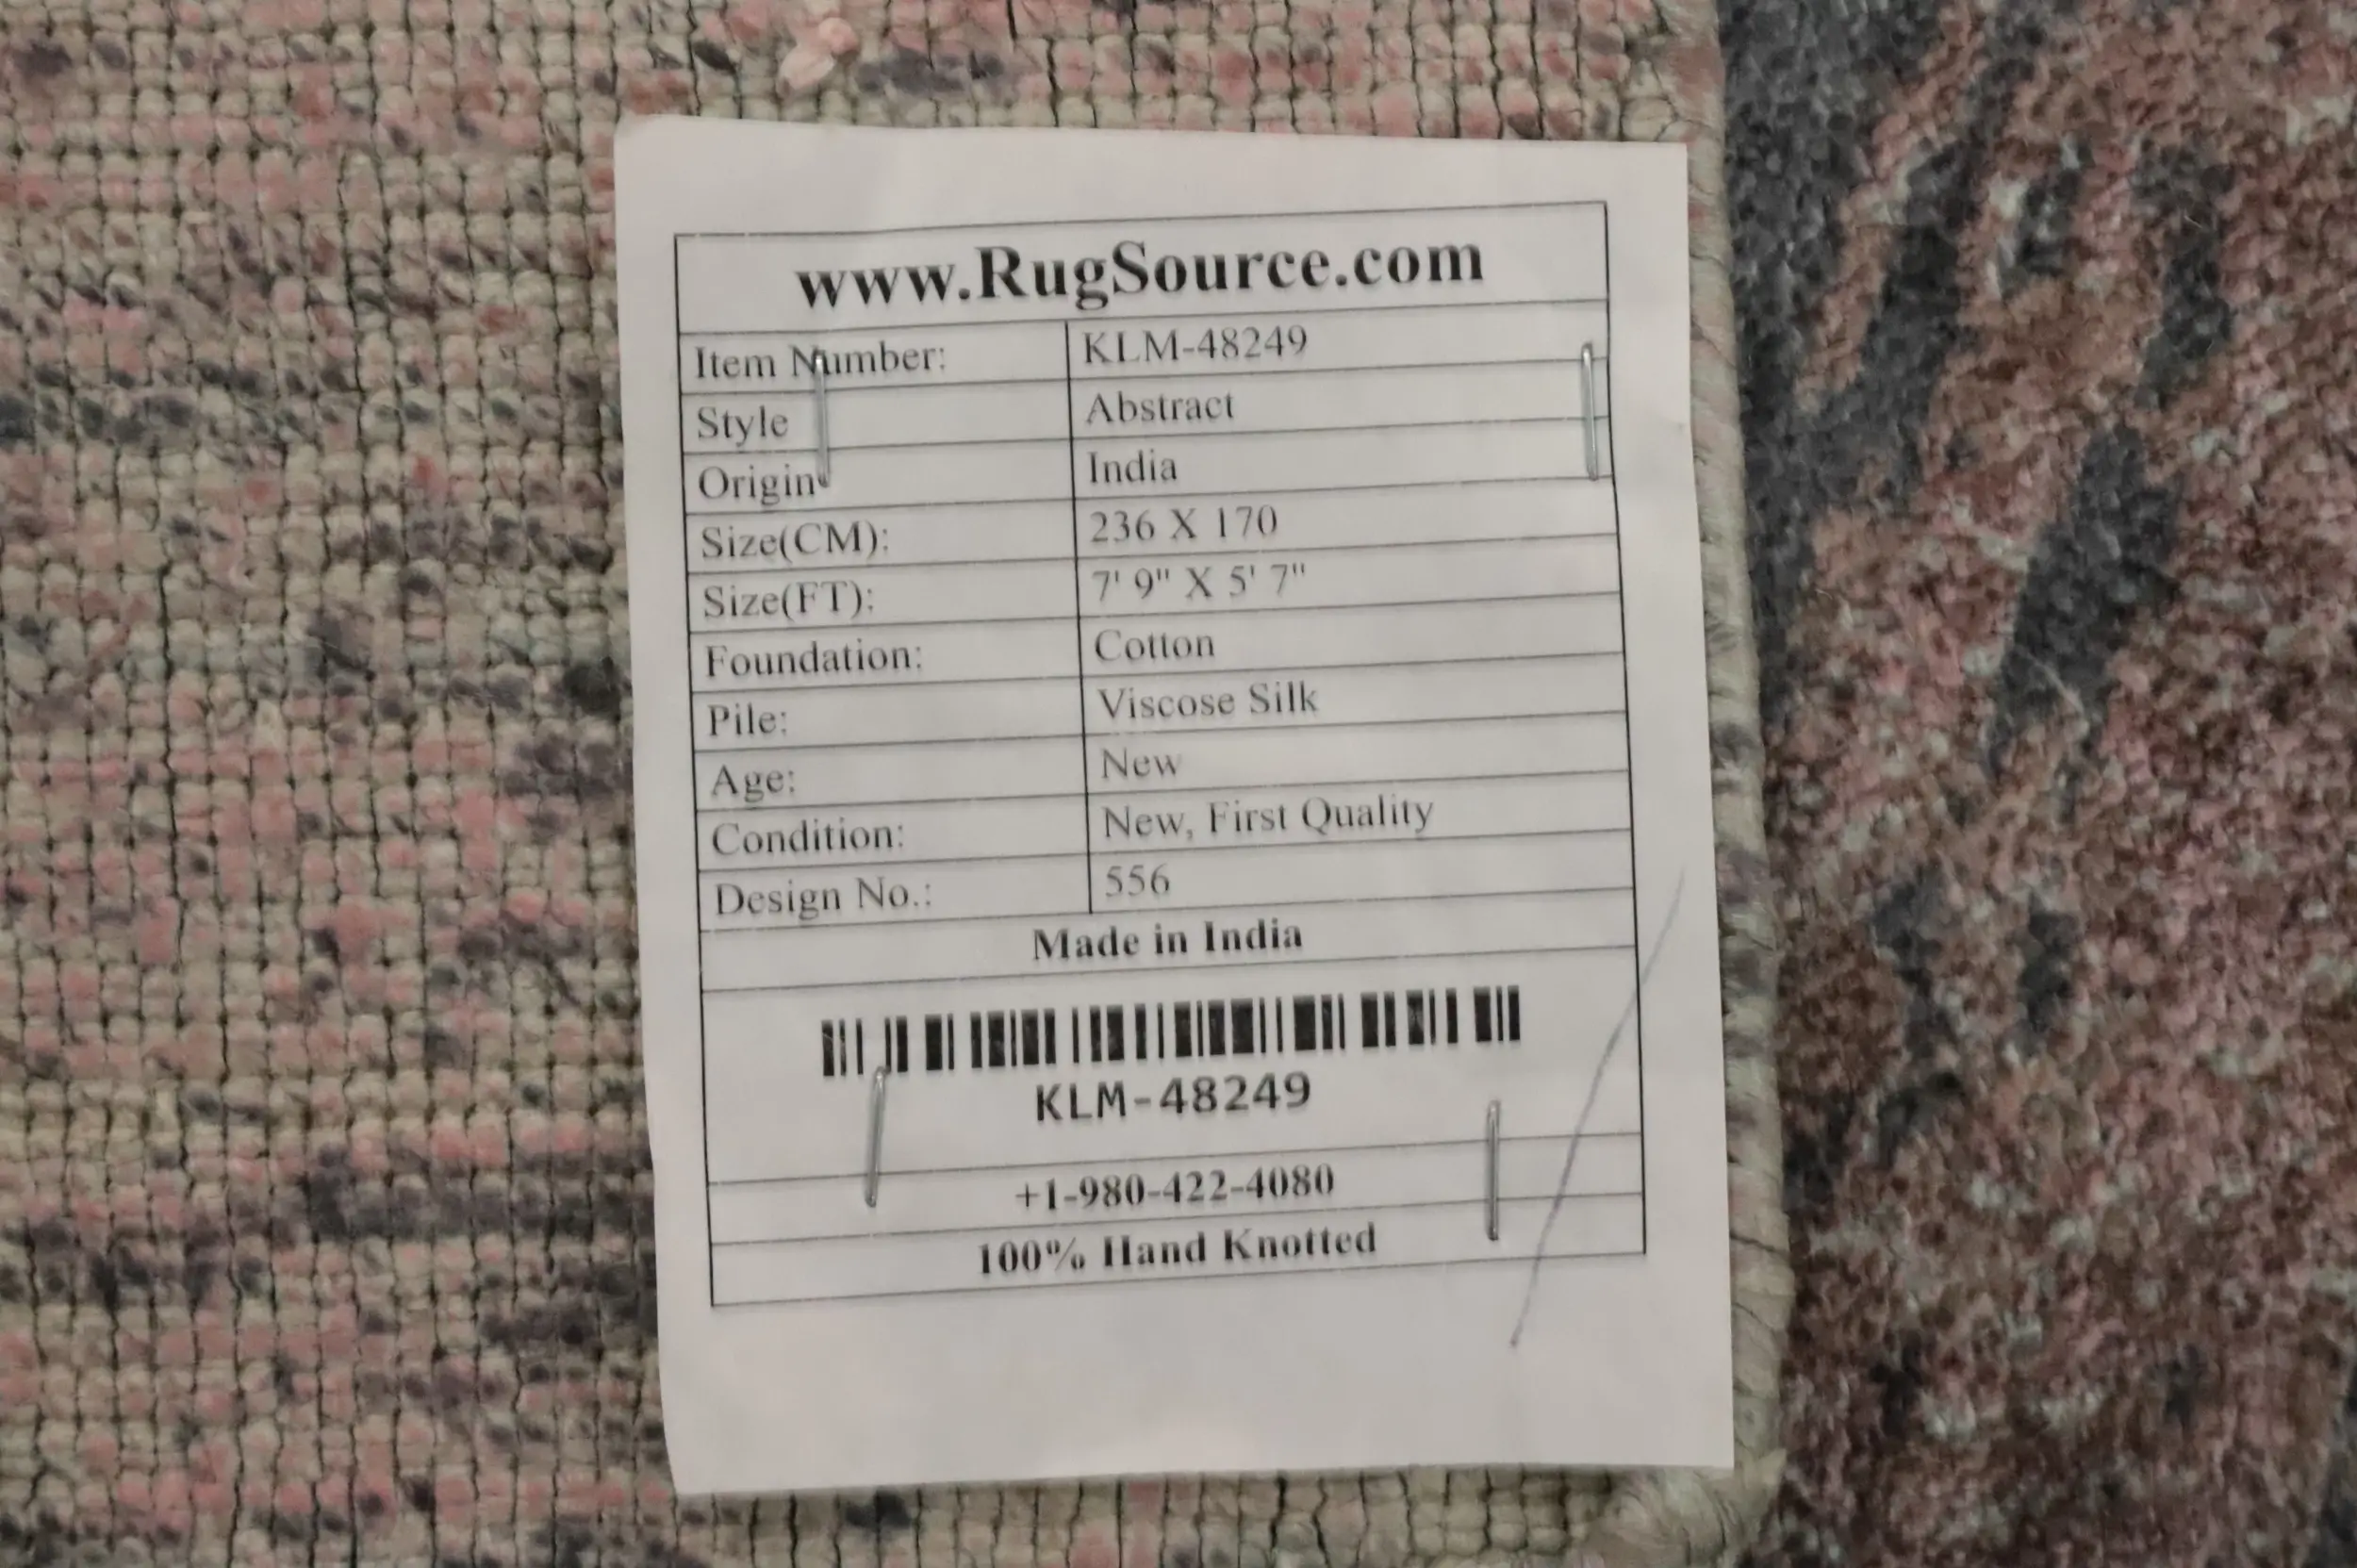 www.RugSource.com
Item Number: KLM-48249
Style Abstract
Origin India
Size(CM): 236 X 170
Size(FT): 7' 9" X 5' 7"
Foundation: Cotton
Pile: Viscose Silk
Age: New
Condition: New, First Quality
Design No.: 556
Made in India
KLM-48249
+1-980-422-4080
100% Hand Knotted